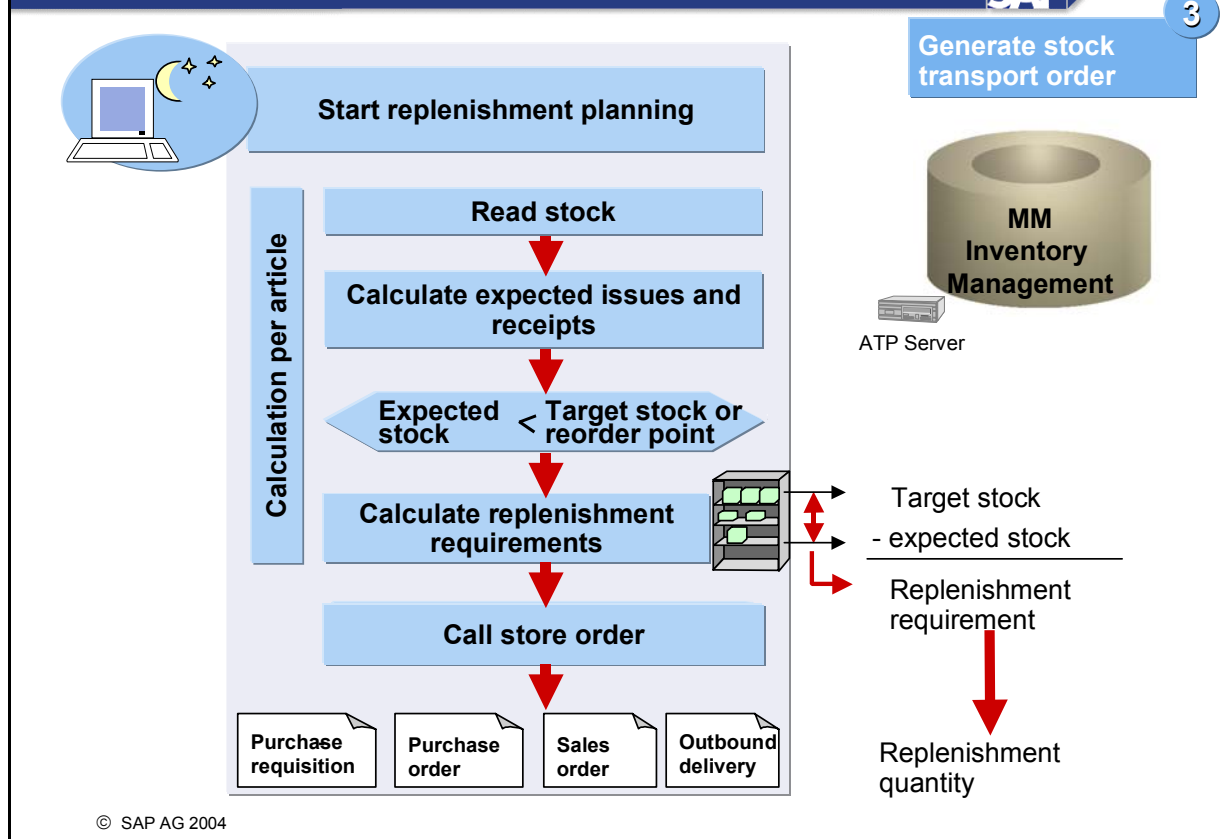 SAP
3
Generate stock
transport order
Start replenishment planning
Calculation per article
Read stock
Calculate expected issues and
receipts
Expected
stock
<
Target stock or
reorder point
Calculate replenishment
requirements
Call store order
Purchase
requisition
Purchase
order
Sales
order
Outbound
delivery
MM
Inventory
Management
ATP Server
Target stock
- expected stock
Replenishment
requirement
Replenishment
quantity
© SAP AG 2004